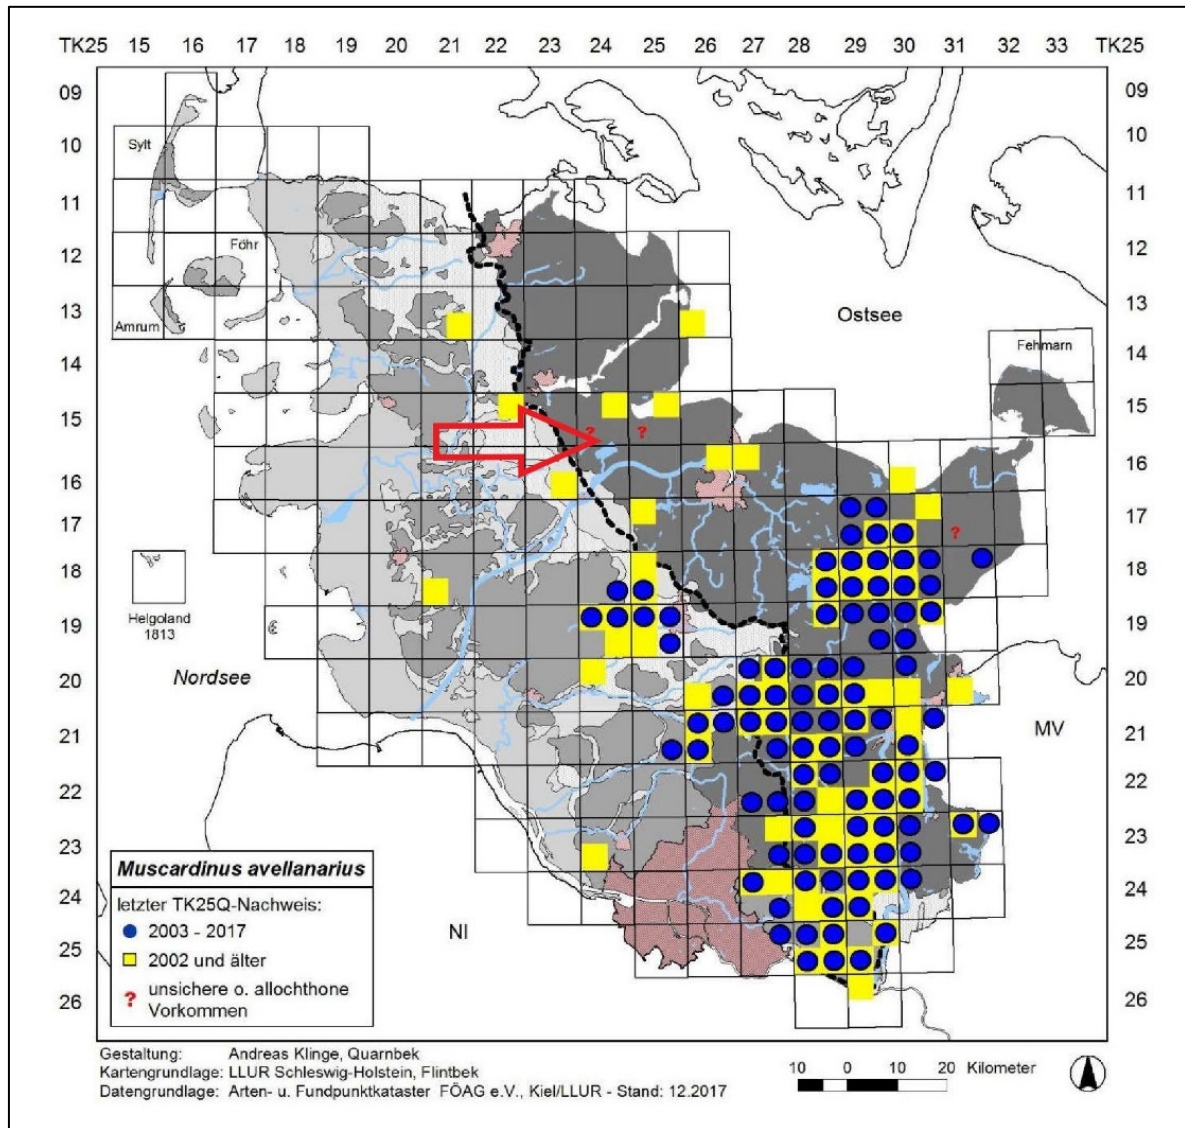 TK25 15 16 17 18 19 20 21 22 23 24 25 26 27 28 29 30 31 32 33 TK25
09 09
10 10
Sylt
11 11
Föhr
12 12
13 13
Amrum
Ostsee
Fehmarn
14 14
15 15
? ?
16 16
17 17
?
18 18
Helgoland
1813
19 19
Nordsee
20 20
MV
21 21
22 22
23 23
Muscardinus avellanarius
24 24
letzter TK25Q-Nachweis:
2003 - 2017
NI
25 25
2002 und älter
? unsichere o. allochthone
Vorkommen
26 26
Gestaltung: Andreas Klinge, Quarnbek
Kartengrundlage: LLUR Schleswig-Holstein, Flintbek
Datengrundlage: Arten- u. Fundpunktkataster FÖAG e.V., Kiel/LLUR - Stand: 12.2017
10 0 10 20 Kilometer